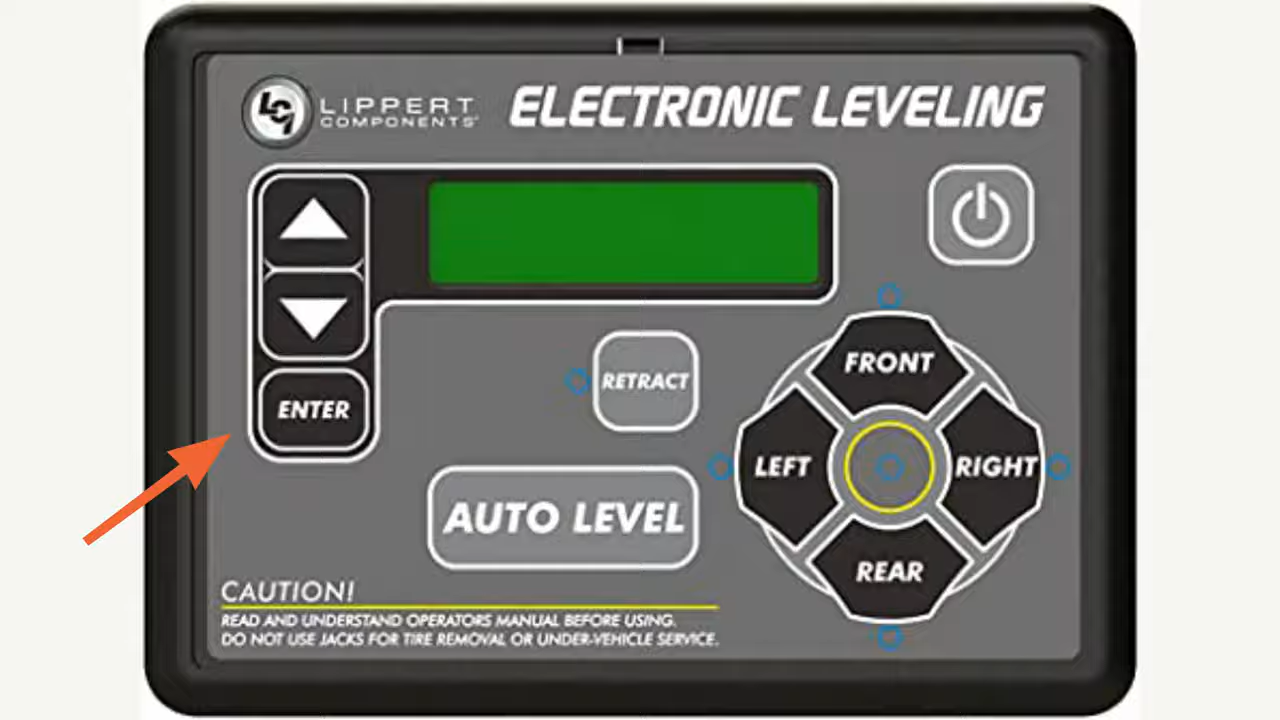 LCI LIPPERT COMPONENTS
ELECTRONIC LEVELING
ENTER
RETRACT
AUTO LEVEL
FRONT
LEFT
RIGHT
REAR
CAUTION!
READ AND UNDERSTAND OPERATORS MANUAL BEFORE USING.
DO NOT USE JACKS FOR TIRE REMOVAL OR UNDER-VEHICLE SERVICE.